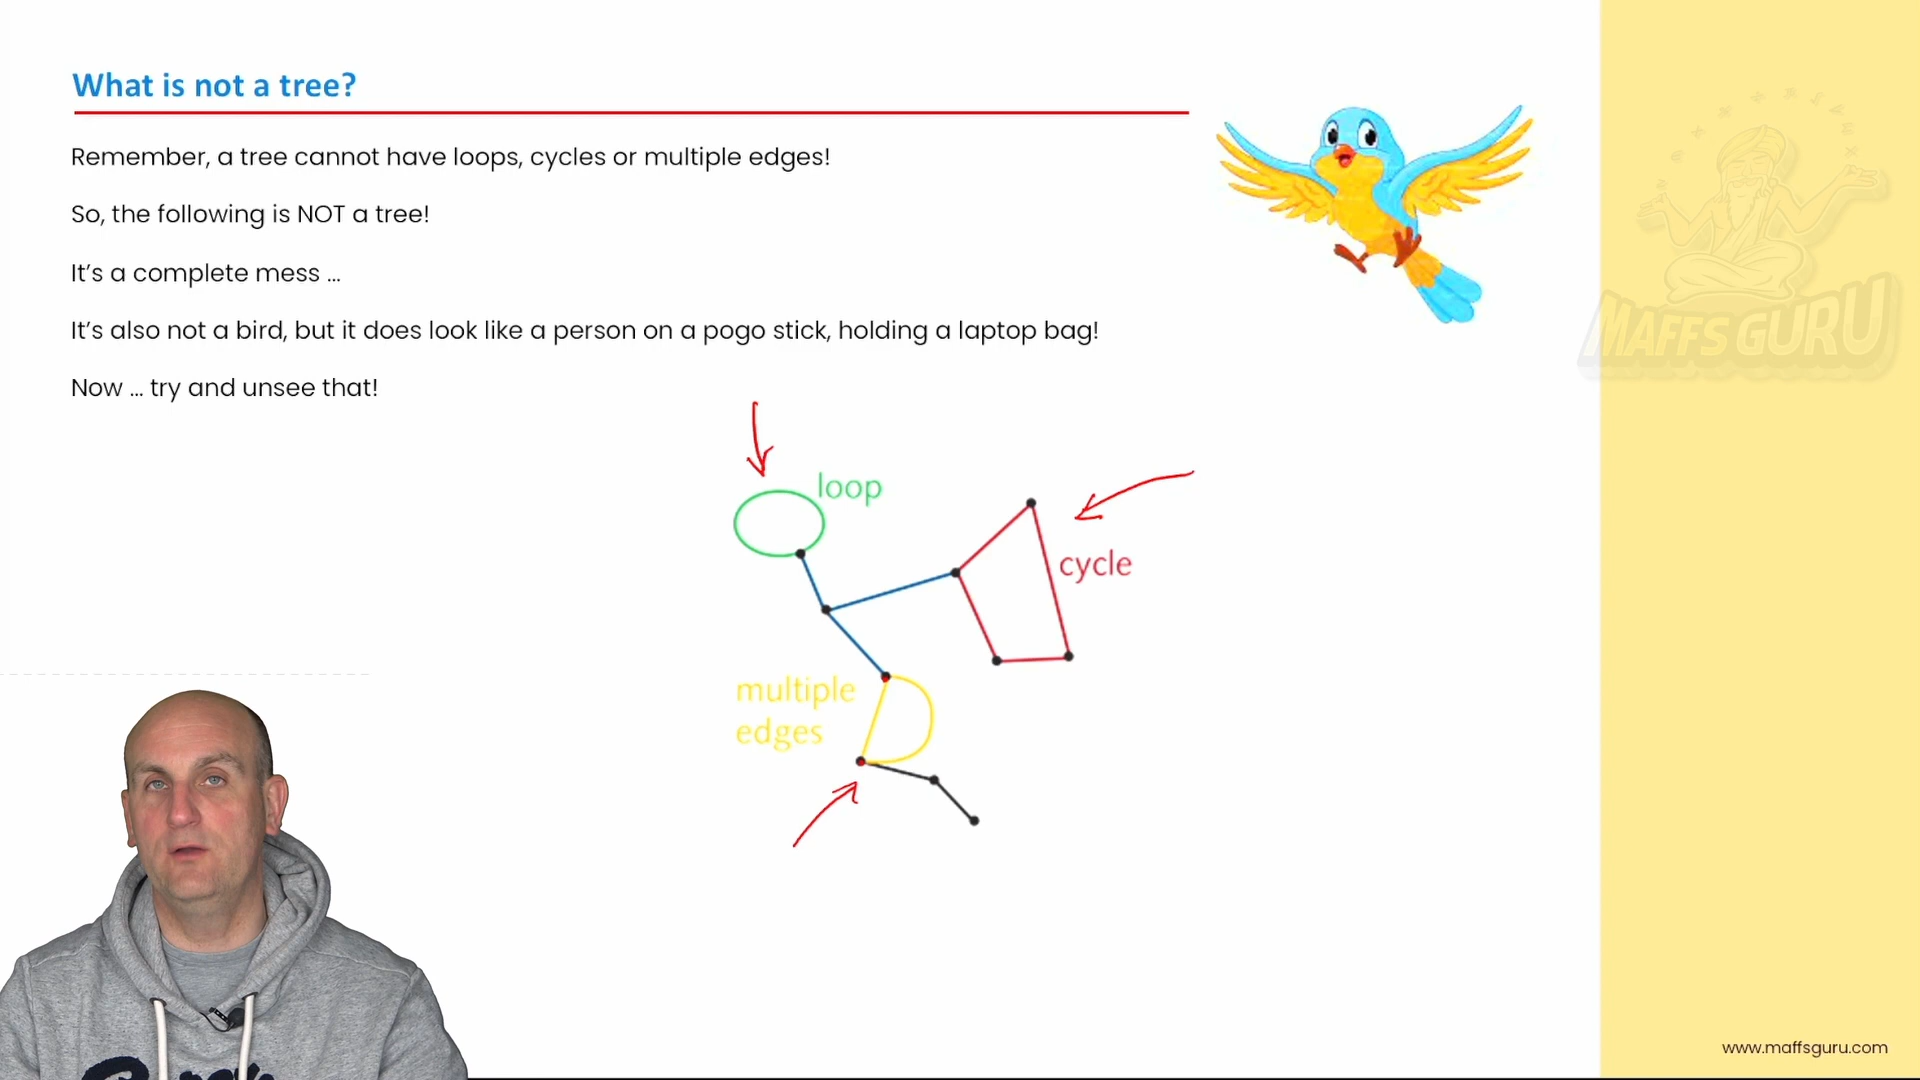 What is not a tree?
Remember, a tree cannot have loops, cycles or multiple edges!
So, the following is NOT a tree!
It's a complete mess ...
It's also not a bird, but it does look like a person on a pogo stick, holding a laptop bag!
Now ... try and unsee that!
loop
cycle
multiple
edges
MAFFS GURU
www.maffsguru.com